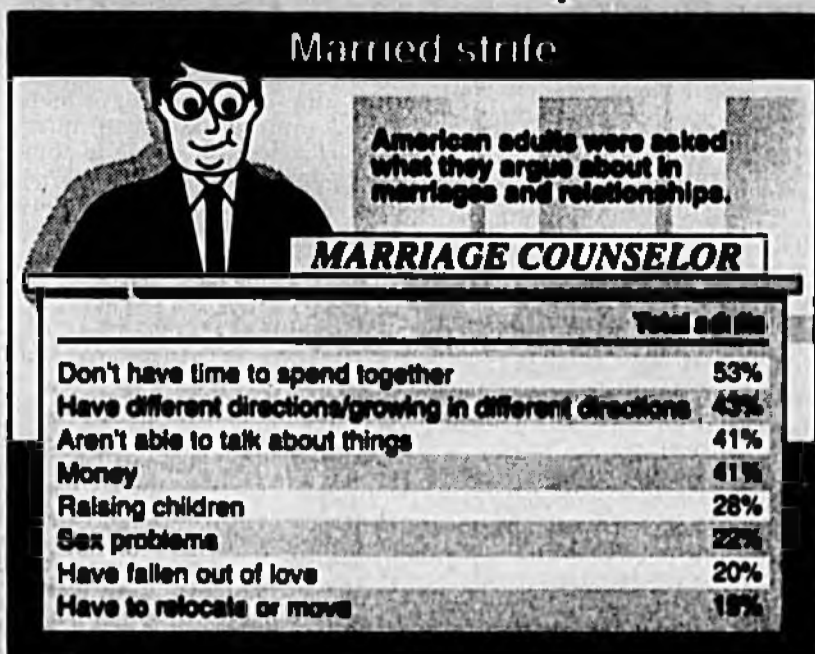 Married strife
American adults were asked
what they argue about in
marriages and relationships.
MARRIAGE COUNSELOR
Total adults
Don't have time to spend together 53%
Have different directions/growing in different directions 43%
Aren't able to talk about things 41%
Money 41%
Raising children 28%
Sex problems 22%
Have fallen out of love 20%
Have to relocate or move